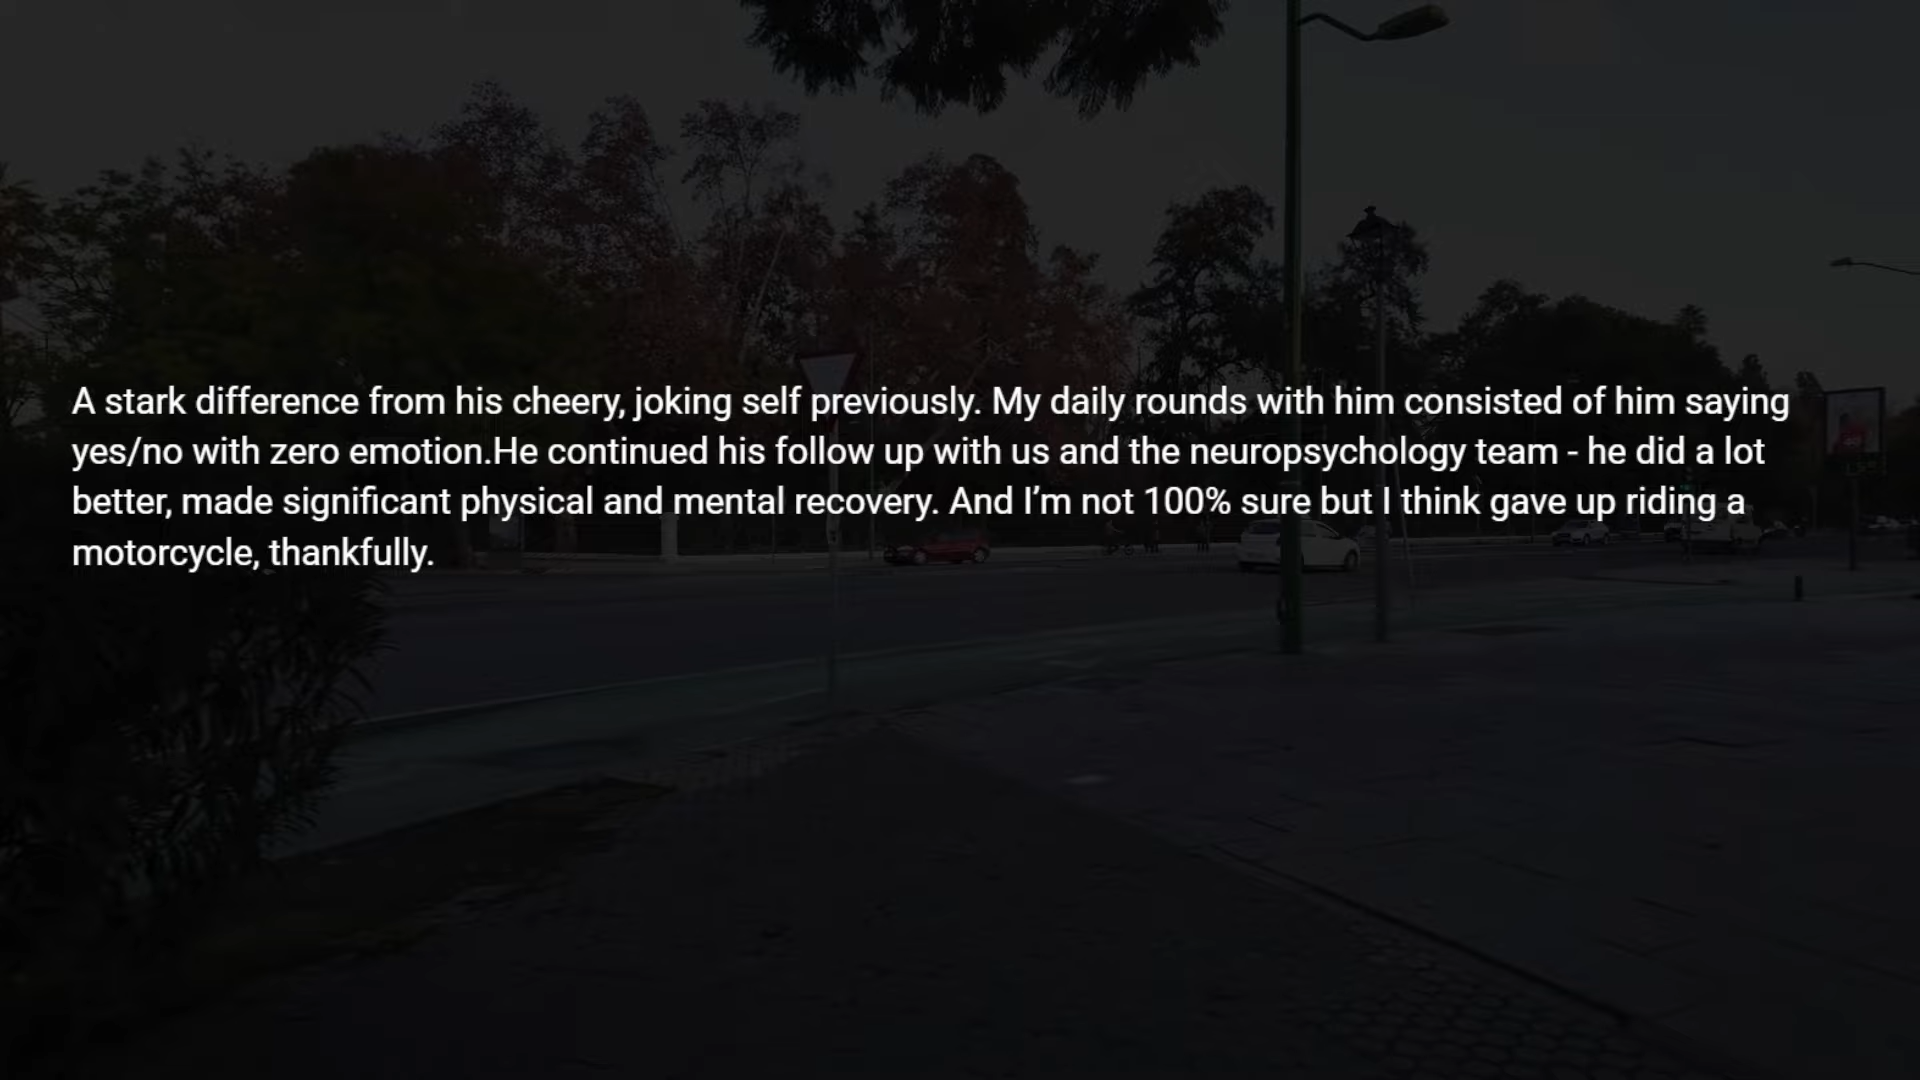 A stark difference from his cheery, joking self previously. My daily rounds with him consisted of him saying
yes/no with zero emotion.He continued his follow up with us and the neuropsychology team - he did a lot
better, made significant physical and mental recovery. And I’m not 100% sure but I think gave up riding a
motorcycle, thankfully.